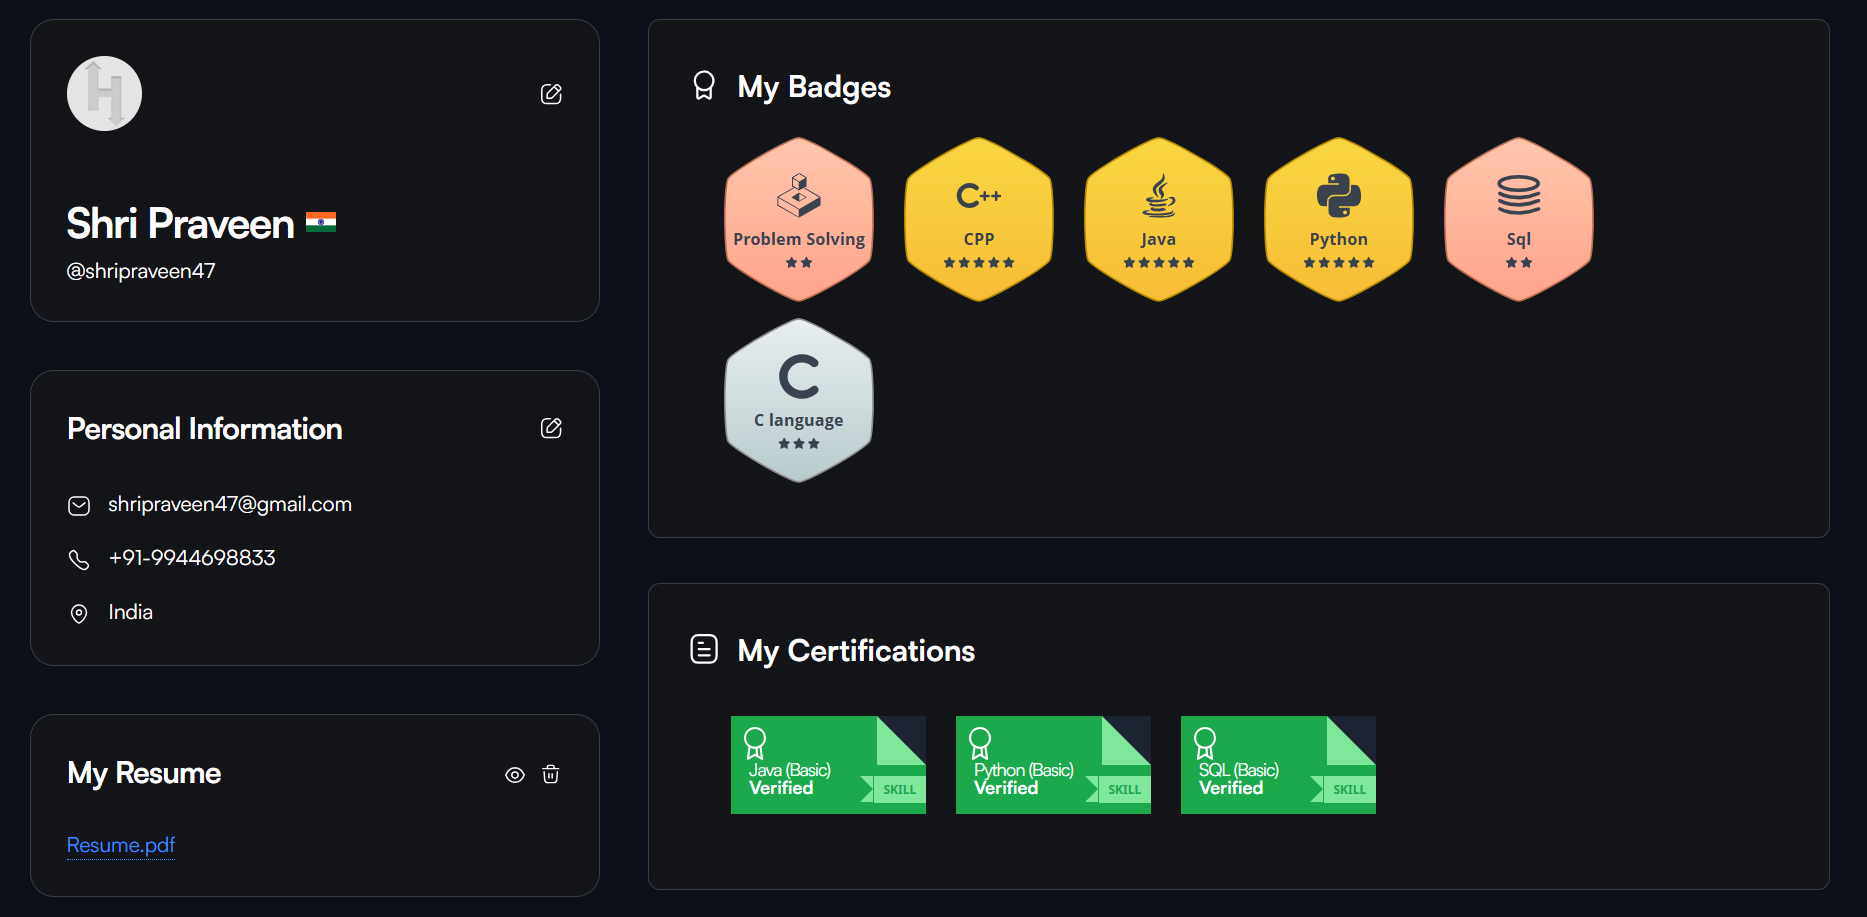 Shri Praveen
@shripraveen47
Personal Information
shripraveen47@gmail.com
+91-9944698833
India
My Resume
Resume.pdf
My Badges
Problem Solving
C++
CPP
Java
Python
Sql
C
C language
My Certifications
Java (Basic)
Verified
SKILL
Python (Basic)
Verified
SKILL
SQL (Basic)
Verified
SKILL